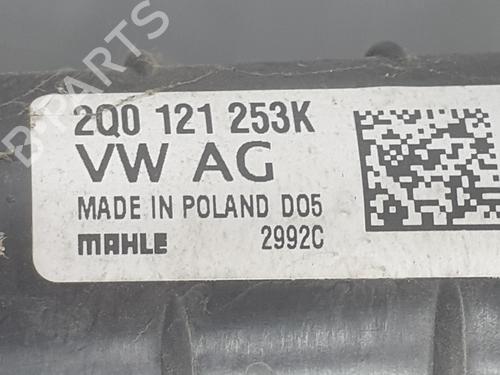 2Q0 121 253K
VW AG
MADE IN POLAND D05
MAHLE 2992C
B-PARTS